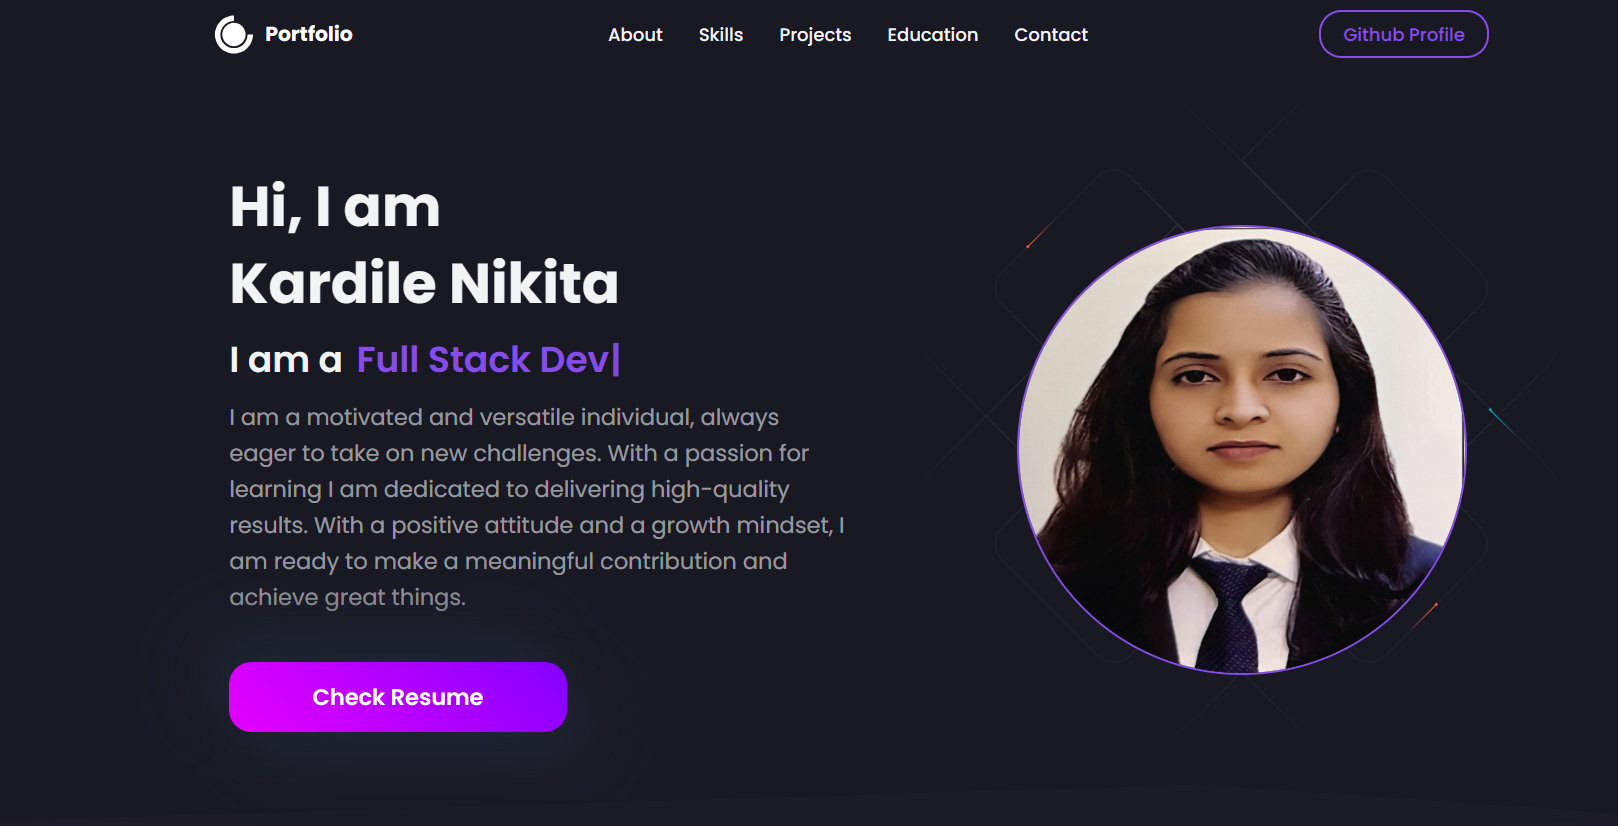 Portfolio
About Skills Projects Education Contact
Github Profile
Hi, I am
Kardile Nikita
I am a Full Stack Dev|
I am a motivated and versatile individual, always
eager to take on new challenges. With a passion for
learning I am dedicated to delivering high-quality
results. With a positive attitude and a growth mindset, I
am ready to make a meaningful contribution and
achieve great things.
Check Resume